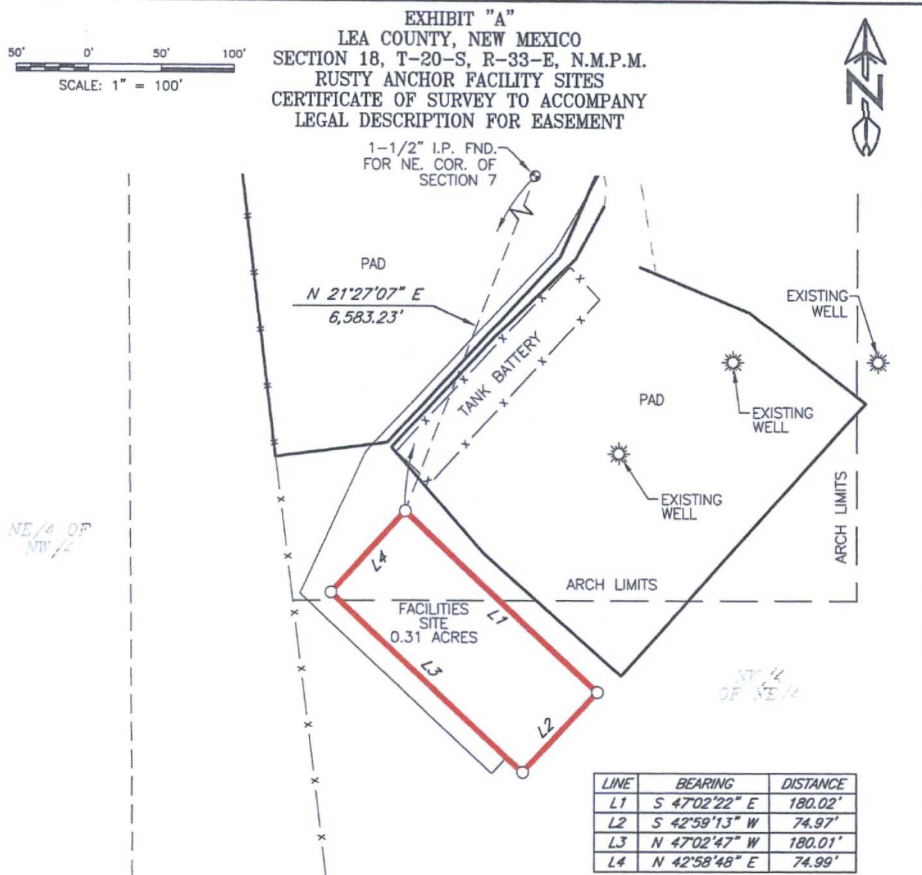 EXHIBIT "A"
LEA COUNTY, NEW MEXICO
SECTION 18, T-20-S, R-33-E, N.M.P.M.
RUSTY ANCHOR FACILITY SITES
CERTIFICATE OF SURVEY TO ACCOMPANY
LEGAL DESCRIPTION FOR EASEMENT
50' 0' 50' 100'
SCALE: 1" = 100'
N
1-1/2" I.P. FND.
FOR NE. COR. OF
SECTION 7
PAD
N 21°27'07" E
6,583.23'
TANK BATTERY
PAD
EXISTING
WELL
EXISTING
WELL
EXISTING
WELL
ARCH LIMITS
ARCH LIMITS
NE/4 OF
NW/4
L4
FACILITIES
SITE
0.31 ACRES
L1
L3
L2
NW/4
OF NE/4
LINE BEARING DISTANCE
L1 S 47°02'22" E 180.02'
L2 S 42°59'13" W 74.97'
L3 N 47°02'47" W 180.01'
L4 N 42°58'48" E 74.99'